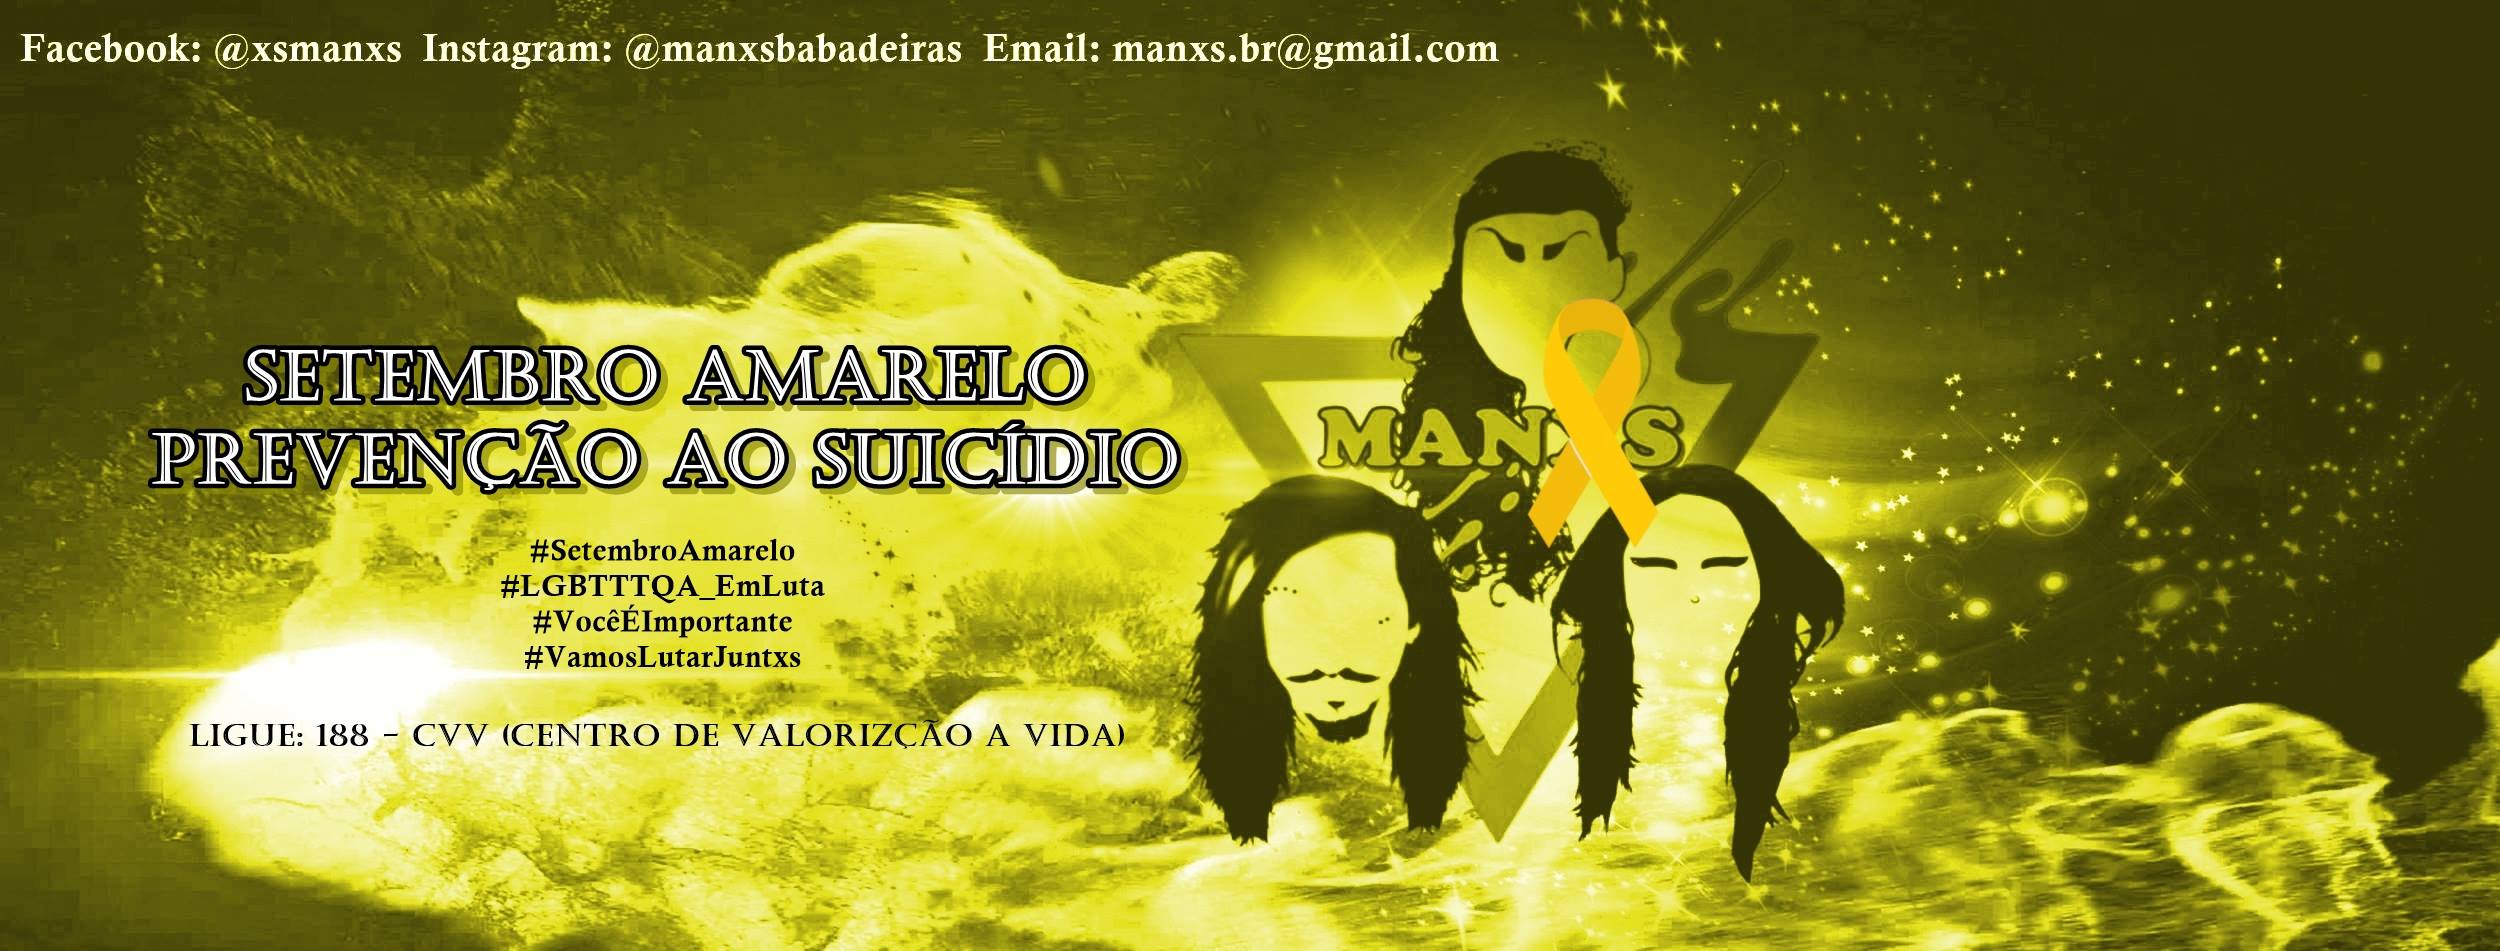 Facebook: @xsmanxs Instagram: @manxsbabadeiras Email: manxs.br@gmail.com
SETEMBRO AMARELO
PREVENÇÃO AO SUICÍDIO
#SetembroAmarelo
#LGBTTTQA_EmLuta
#VocêÉImportante
#VamosLutarJuntxs
LIGUE: 188 - CVV (CENTRO DE VALORIZÇÃO A VIDA)
MANXS